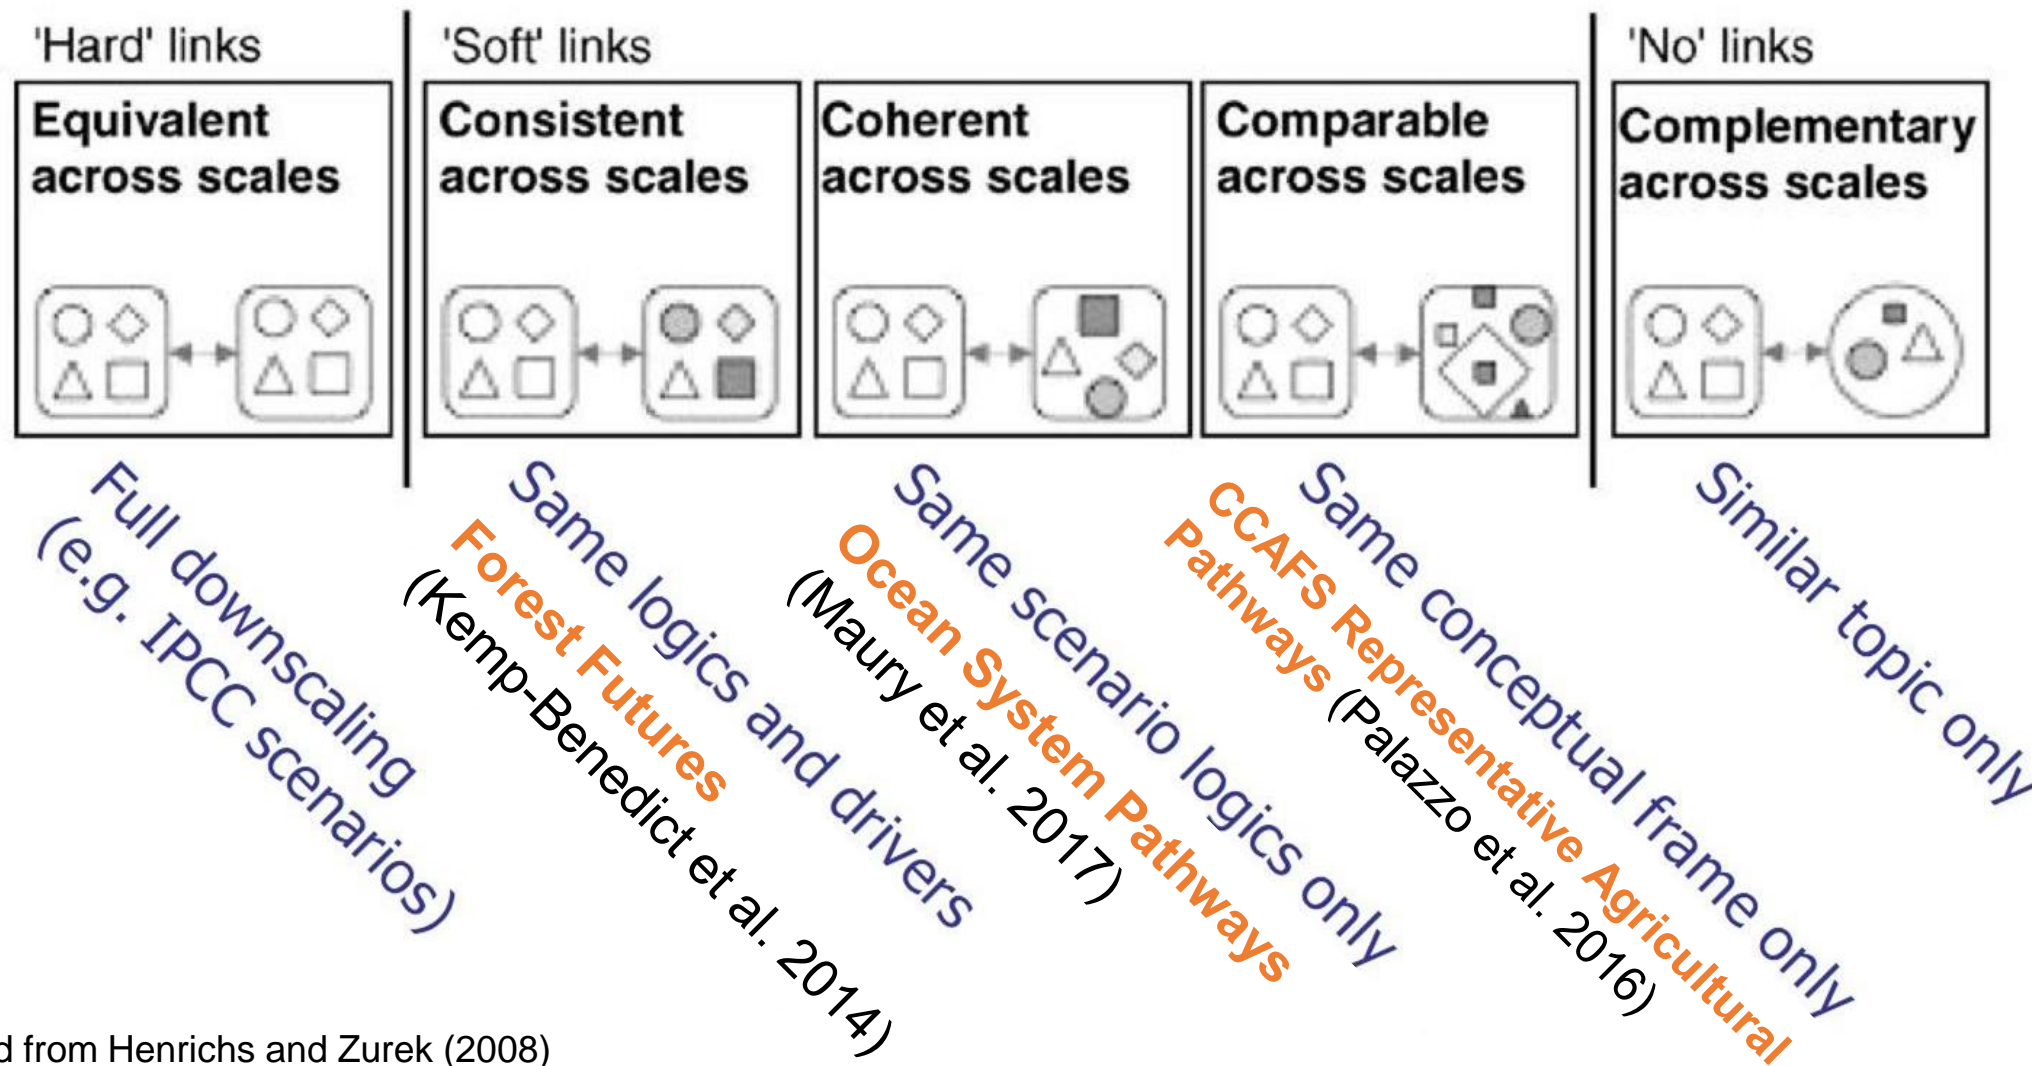 'Hard' links
'Soft' links
'No' links
Equivalent
across scales
Consistent
across scales
Coherent
across scales
Comparable
across scales
Complementary
across scales
Full downscaling
(e.g. IPCC scenarios)
Same logics and drivers
Forest Futures
(Kemp-Benedict et al. 2014)
Same scenario logics only
Ocean System Pathways
(Maury et al. 2017)
Same conceptual frame only
CCAFS Representative Agricultural
Pathways (Palazzo et al. 2016)
Similar topic only
from Henrichs and Zurek (2008)